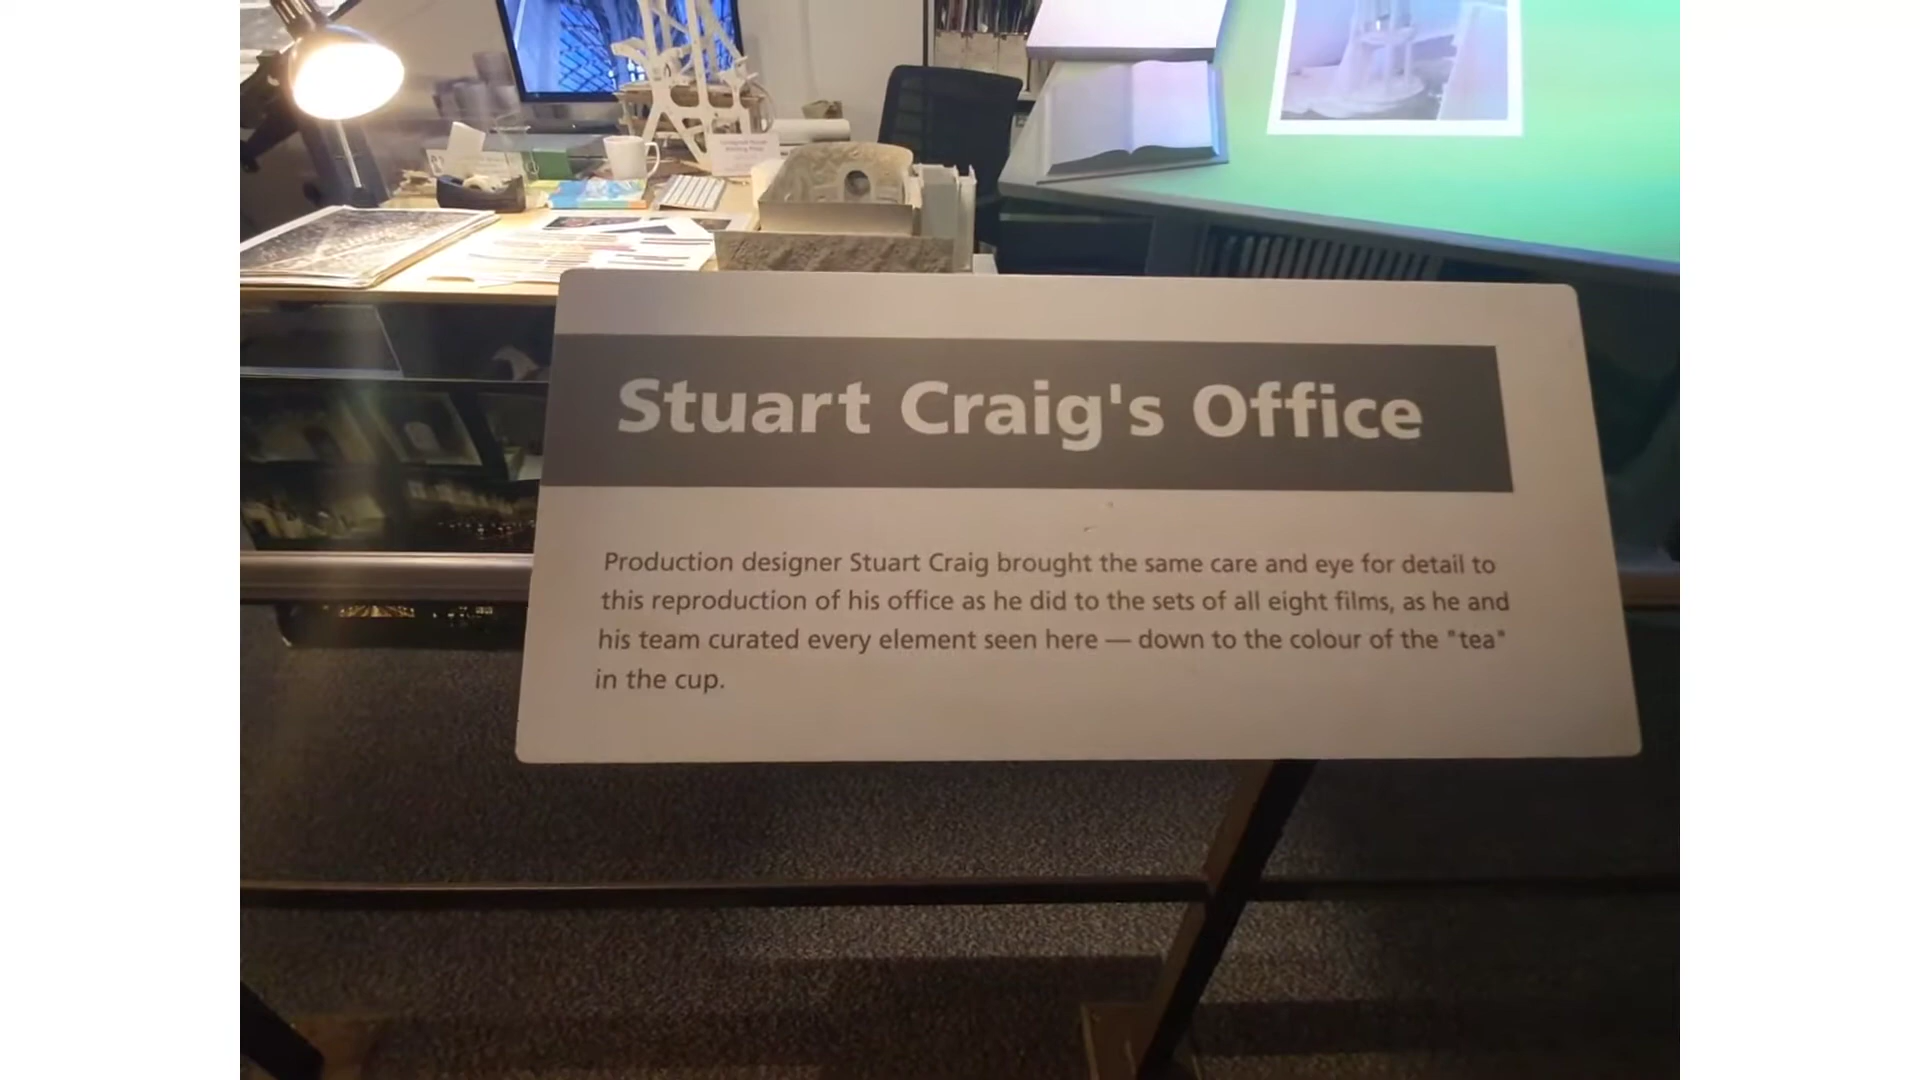 Stuart Craig's Office
Production designer Stuart Craig brought the same care and eye for detail to
this reproduction of his office as he did to the sets of all eight films, as he and
his team curated every element seen here — down to the colour of the "tea"
in the cup.